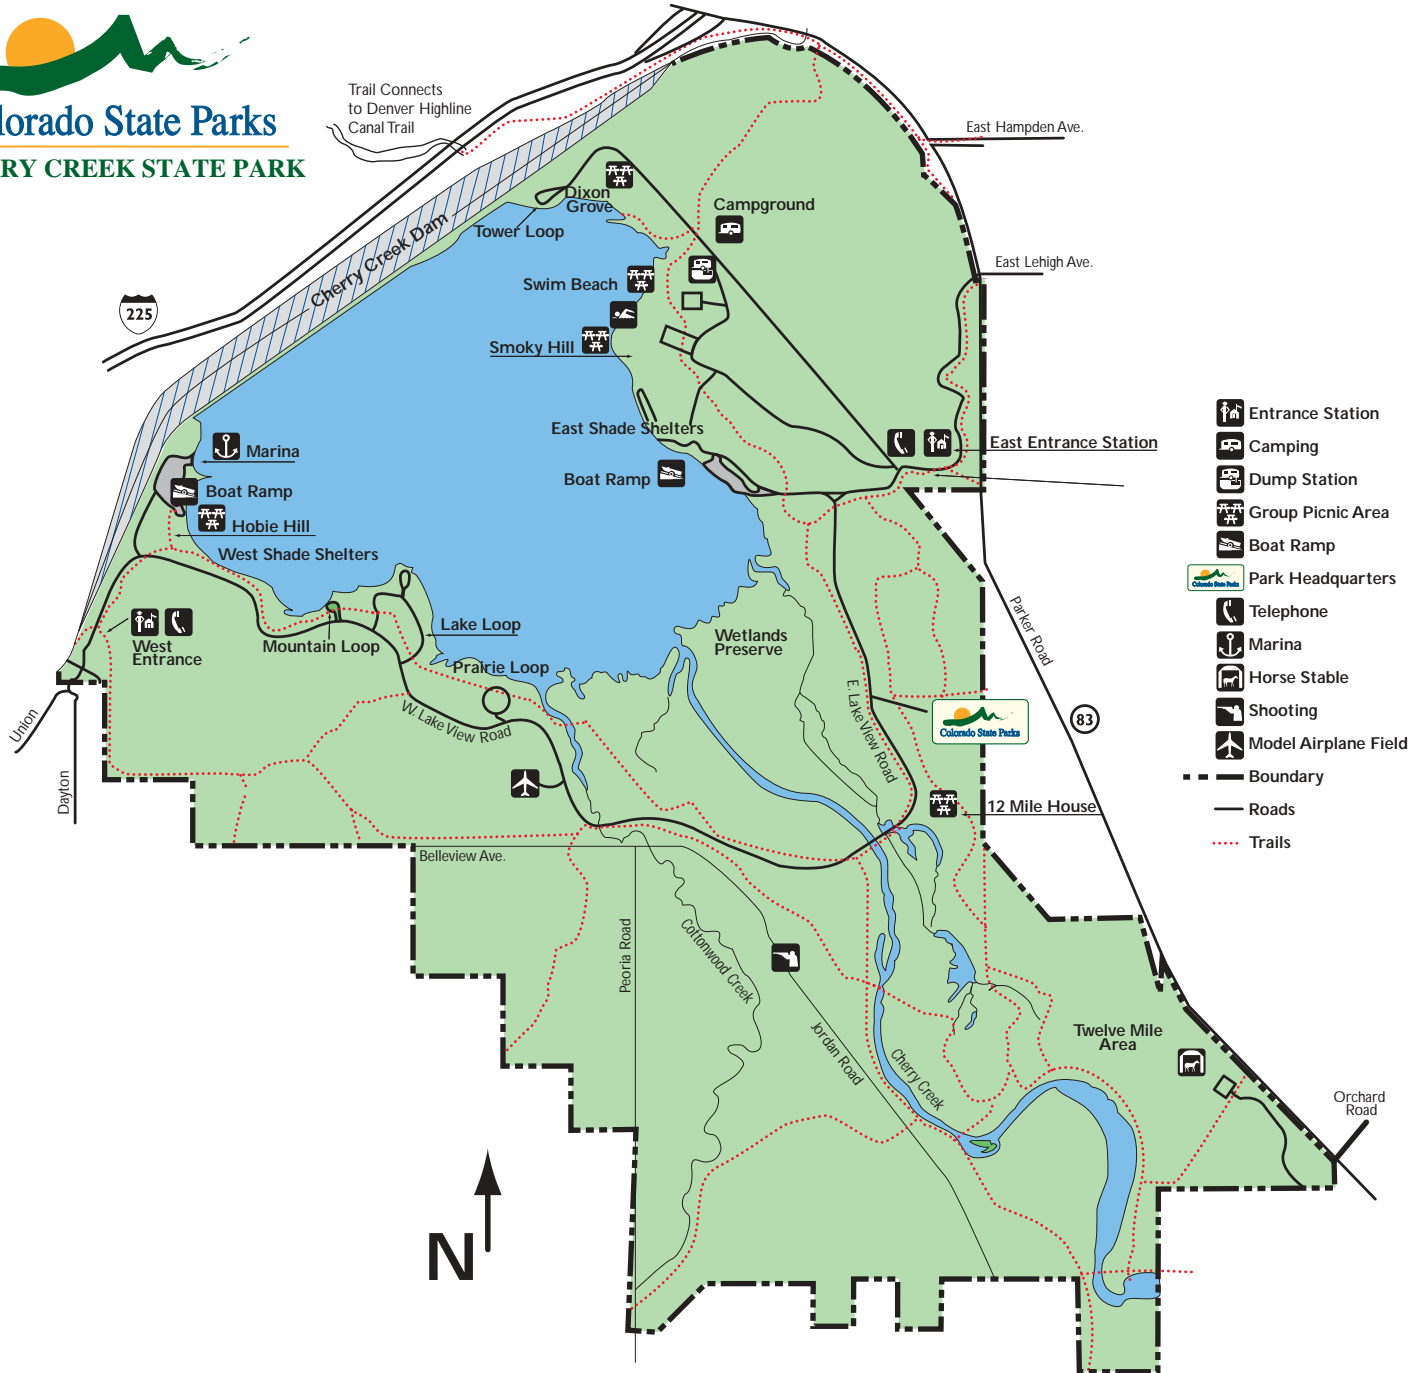 lorado State Parks
RY CREEK STATE PARK
Trail Connects
to Denver Highline
Canal Trail
East Hampden Ave.
Dixon
Grove
Campground
Tower Loop
Cherry Creek Dam
East Lehigh Ave.
Swim Beach
225
Smoky Hill
Entrance Station
East Shade Shelters
East Entrance Station
Camping
Marina
Boat Ramp
Dump Station
Boat Ramp
Group Picnic Area
Hobie Hill
West Shade Shelters
Boat Ramp
Colorado State Parks
Park Headquarters
Telephone
Lake Loop
Wetlands
Preserve
Parker Road
Marina
West
Entrance
Mountain Loop
Prairie Loop
Horse Stable
Union
W. Lake View Road
E. Lake View Road
Colorado State Parks
83
Shooting
Model Airplane Field
Dayton
Boundary
12 Mile House
Roads
Trails
Belleview Ave.
Peoria Road
Cottonwood Creek
Jordan Road
Cherry Creek
Twelve Mile
Area
Orchard
Road
N